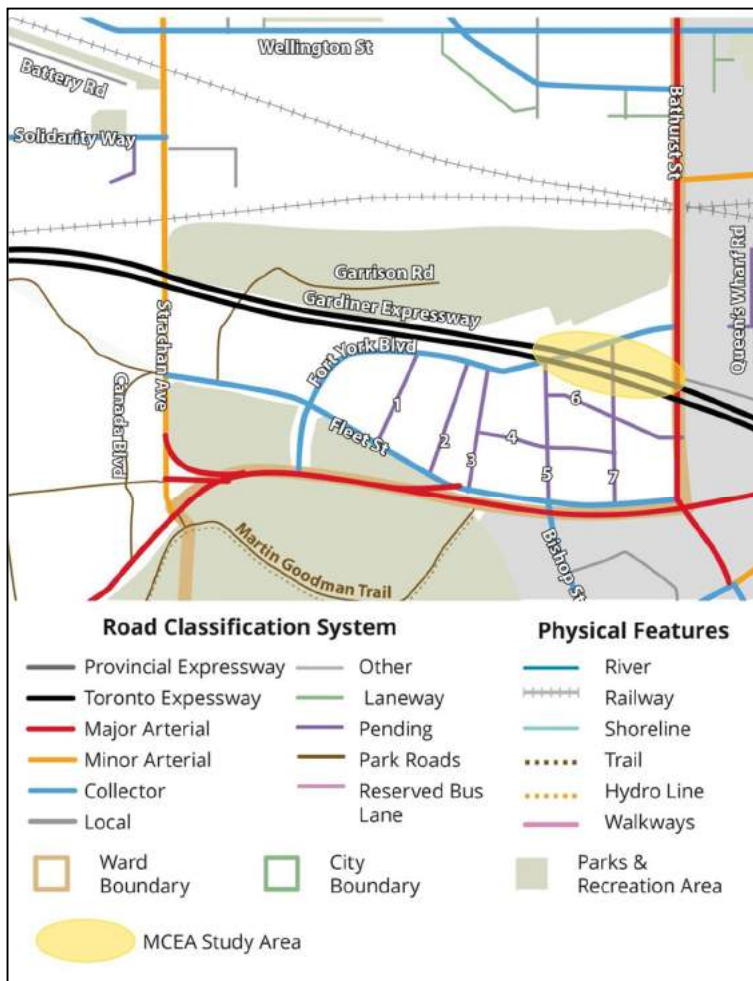 Wellington St
Battery Rd
Bathurst St
Solidarity Way
Queen's Wharf Rd
Garrison Rd
Gardiner Expressway
Strachan Ave
Fort York Blvd
Canada Blvd
1
6
Fleet St
2
4
3
5
7
Martin Goodman Trail
Bishop St
Road Classification System
Provincial Expressway
Toronto Expessway
Major Arterial
Minor Arterial
Collector
Local
Other
Laneway
Pending
Park Roads
Reserved Bus
Lane
Physical Features
River
Railway
Shoreline
Trail
Hydro Line
Walkways
Ward
Boundary
City
Boundary
Parks &
Recreation Area
MCEA Study Area